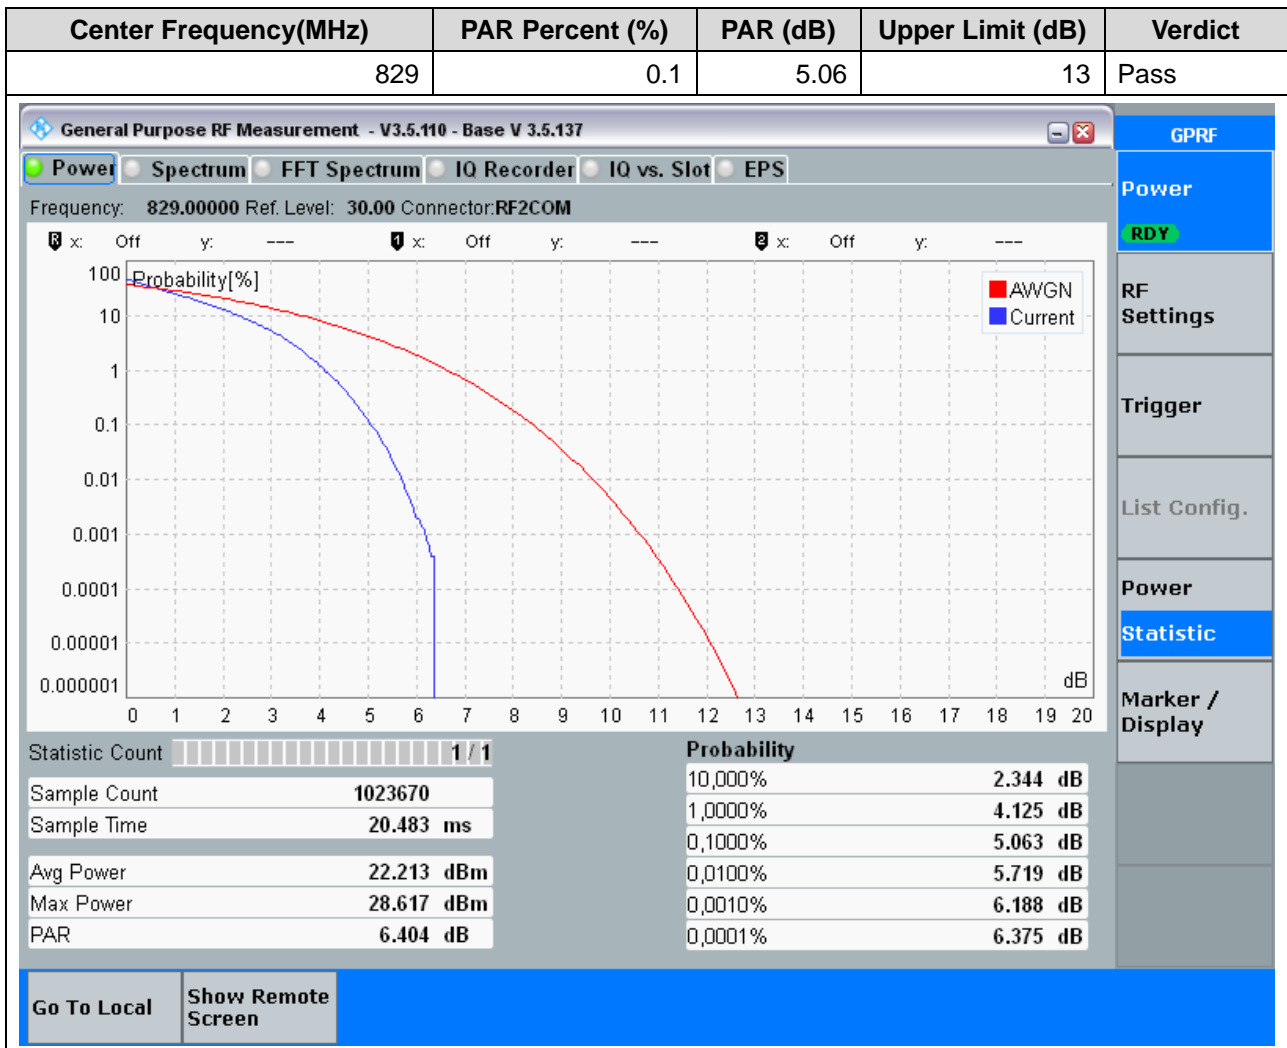 Center Frequency(MHz) PAR Percent (%) PAR (dB) Upper Limit (dB) Verdict
829 0.1 5.06 13 Pass
General Purpose RF Measurement - V3.5.110 - Base V 3.5.137
GPRF
Power Spectrum FFT Spectrum IQ Recorder IQ vs. Slot EPS
Frequency: 829.00000 Ref. Level: 30.00 Connector:RF2COM
R x: Off y: --- 1 x: Off y: --- 2 x: Off y: ---
Probability[%]
100
10
1
0.1
0.01
0.001
0.0001
0.00001
0.000001
AWGN
Current
dB
0 1 2 3 4 5 6 7 8 9 10 11 12 13 14 15 16 17 18 19 20
Statistic Count 1 / 1
Sample Count 1023670
Sample Time 20.483 ms
Avg Power 22.213 dBm
Max Power 28.617 dBm
PAR 6.404 dB
Probability
10,000% 2.344 dB
1,0000% 4.125 dB
0,1000% 5.063 dB
0,0100% 5.719 dB
0,0010% 6.188 dB
0,0001% 6.375 dB
Power
RDY
RF
Settings
Trigger
List Config.
Power
Statistic
Marker /
Display
Go To Local
Show Remote
Screen